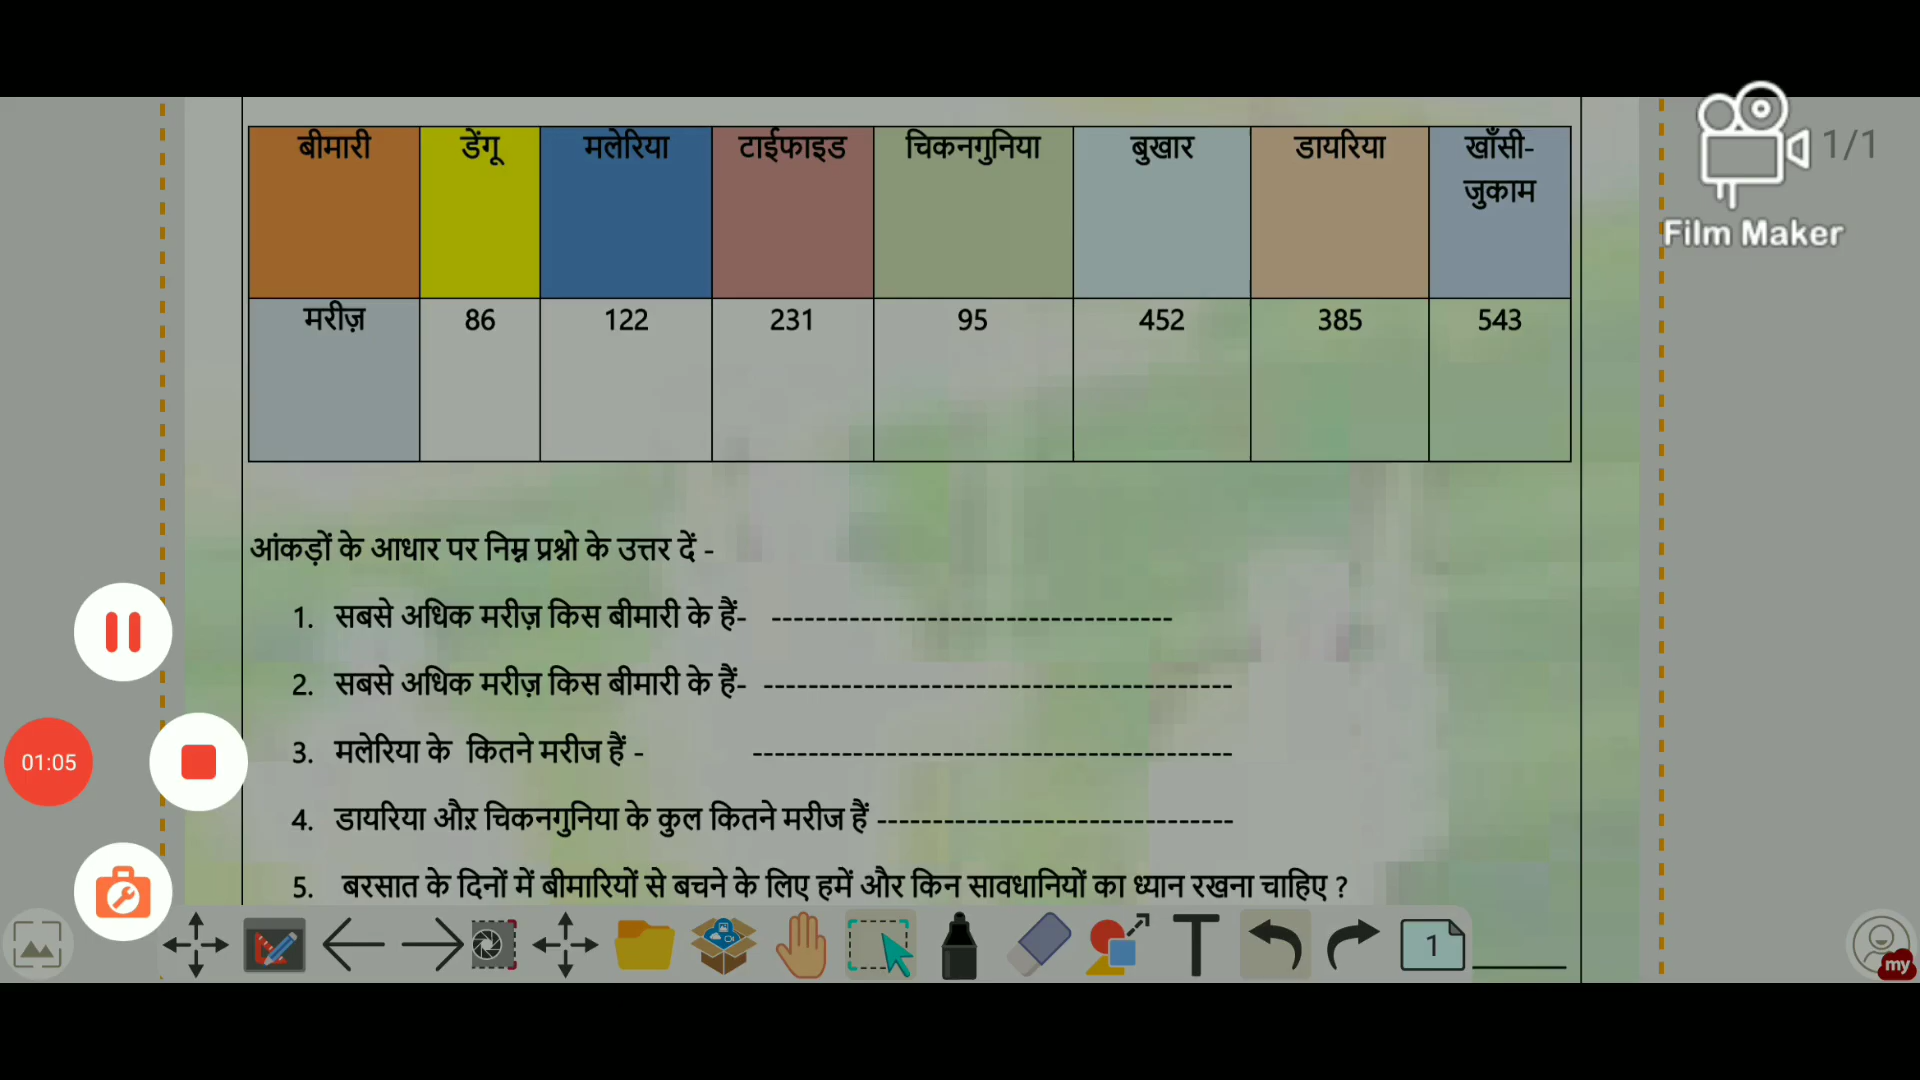 बीमारी डेंगू मलेरिया टाईफाइड चिकनगुनिया बुखार डायरिया खाँसी-
जुकाम
मरीज़ 86 122 231 95 452 385 543
1/1
Film Maker
आंकड़ों के आधार पर निम्न प्रश्नो के उत्तर दें -
1. सबसे अधिक मरीज़ किस बीमारी के हैं- ------------------------------------
2. सबसे अधिक मरीज़ किस बीमारी के हैं- ------------------------------------------
3. मलेरिया के कितने मरीज हैं - -------------------------------------------
4. डायरिया औऱ चिकनगुनिया के कुल कितने मरीज हैं --------------------------------
5. बरसात के दिनों में बीमारियों से बचने के लिए हमें और किन सावधानियों का ध्यान रखना चाहिए ?
01:05
T
1
my